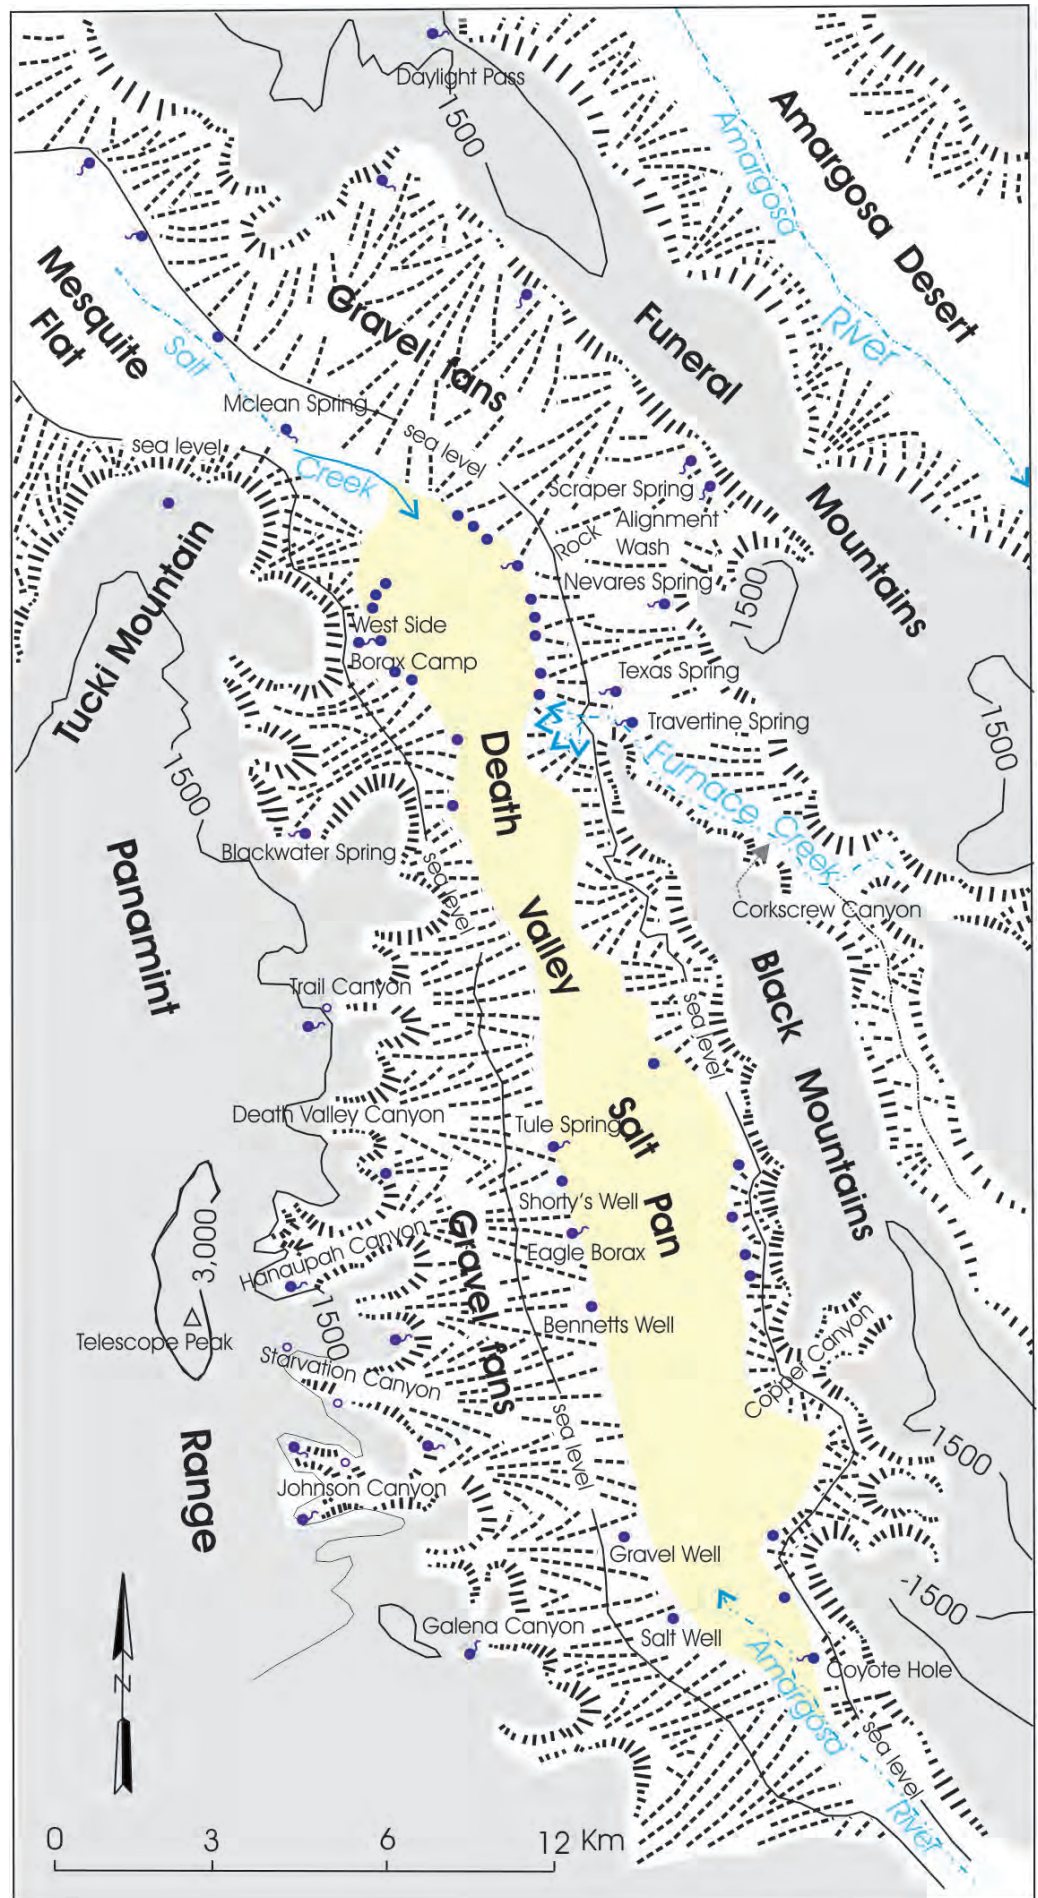 Daylight Pass
1500
Amargosa Desert
Amargosa
River
Mesquite
Flat
Salt
Creek
Gravel fans
Funeral
Mountains
Mclean Spring
sea level
sea level
Scraper Spring
Alignment
Wash
Rock
Nevares Spring
1500
Tucki Mountain
West Side
Borax Camp
Texas Spring
Travertine Spring
1500
1500
Furnace Creek
Death
Valley
Salt
Pan
Blackwater Spring
sea level
Corkscrew Canyon
Panamint
Range
Black
Mountains
Trail Canyon
sea level
Death Valley Canyon
Tule Spring
Shorty's Well
Eagle Borax
Hanaupah Canyon
Gravel fans
3,000
1500
Bennetts Well
Telescope Peak
Starvation Canyon
Copper Canyon
sea level
1500
Johnson Canyon
Gravel Well
-1500
Galena Canyon
Salt Well
Coyote Hole
Amargosa
River
sea level
N
0
3
6
12 Km